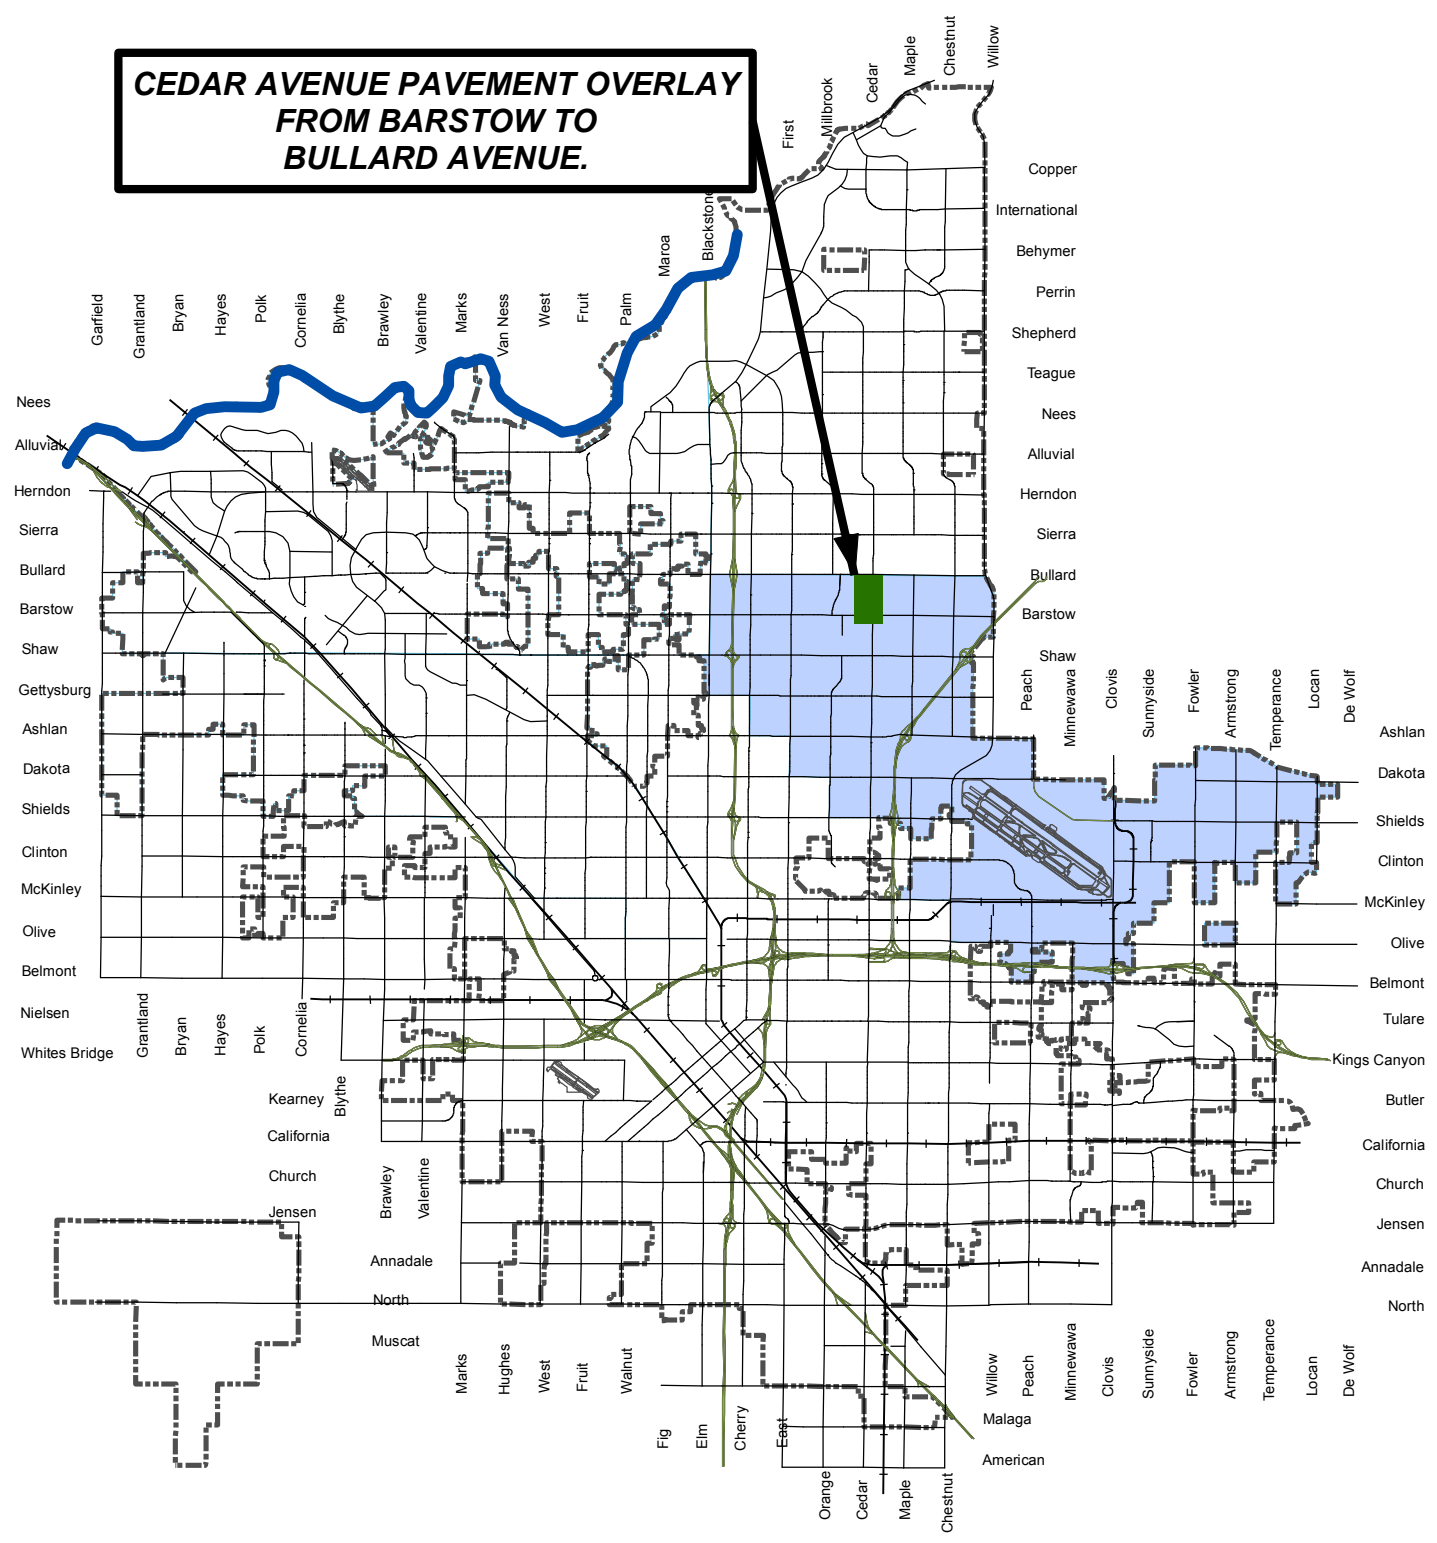 CEDAR AVENUE PAVEMENT OVERLAY
FROM BARSTOW TO
BULLARD AVENUE.
First
Millbrook
Cedar
Maple
Chestnut
Willow
Copper
International
Behymer
Perrin
Shepherd
Teague
Nees
Alluvial
Herndon
Sierra
Bullard
Barstow
Shaw
Garfield
Grantland
Bryan
Hayes
Polk
Cornelia
Blythe
Brawley
Valentine
Marks
Van Ness
West
Fruit
Palm
Maroa
Blackstone
Nees
Alluvial
Herndon
Sierra
Bullard
Barstow
Shaw
Gettysburg
Ashlan
Dakota
Shields
Clinton
McKinley
Olive
Belmont
Nielsen
Whites Bridge
Peach
Minnewawa
Clovis
Sunnyside
Fowler
Armstrong
Temperance
Locan
De Wolf
Ashlan
Dakota
Shields
Clinton
McKinley
Olive
Belmont
Tulare
Kings Canyon
Butler
California
Church
Jensen
Annadale
North
Grantland
Bryan
Hayes
Polk
Cornelia
Blythe
Kearney
California
Church
Jensen
Brawley
Valentine
Annadale
North
Muscat
Marks
Hughes
West
Fruit
Walnut
Fig
Elm
Cherry
East
Orange
Cedar
Maple
Chestnut
Willow
Peach
Minnewawa
Clovis
Sunnyside
Fowler
Armstrong
Temperance
Locan
De Wolf
Malaga
American